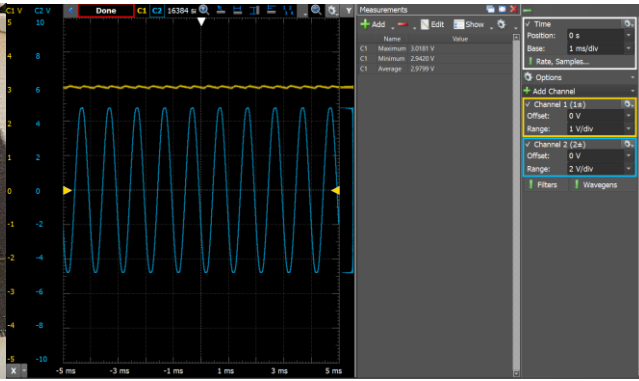 C1 V C2 V Done C1 C2 16384 Y
Measurements
Add Edit Show
Name Value
C1 Maximum 3.0181 V
C1 Minimum 2.9420 V
C1 Average 2.9799 V
Time
Position: 0 s
Base: 1 ms/div
Rate, Samples...
Options
Add Channel
Channel 1 (1±)
Offset: 0 V
Range: 1 V/div
Channel 2 (2±)
Offset: 0 V
Range: 2 V/div
Filters Wavegens
5 10
8
4
3 6
2 4
1 2
0 0
-1 -2
-2 -4
-3 -6
-4 -8
-5 -10
X -5 ms -3 ms -1 ms 1 ms 3 ms 5 ms